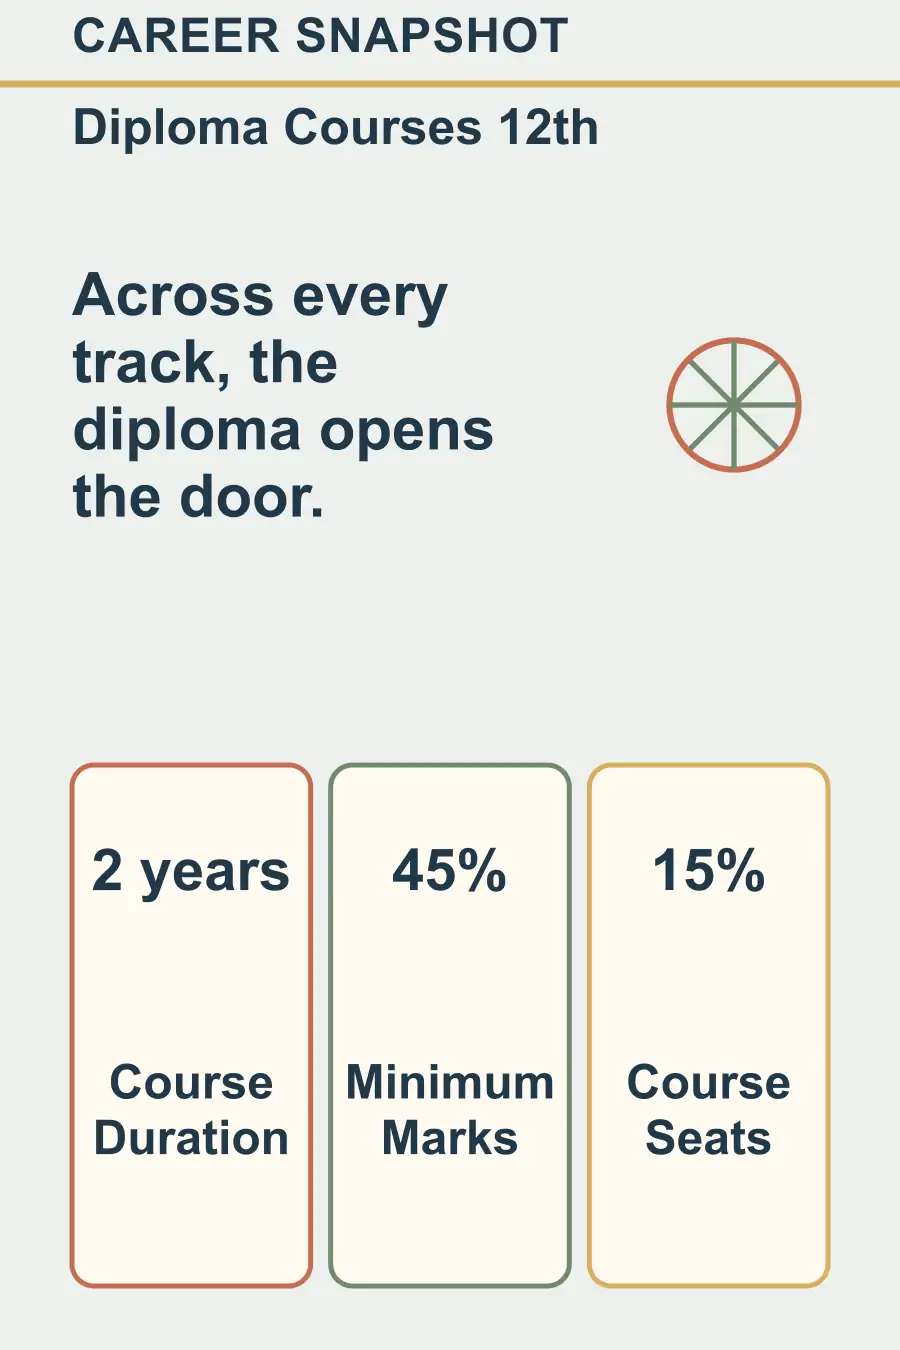 CAREER SNAPSHOT
Diploma Courses 12th
Across every
track, the
diploma opens
the door.
2 years
Course
Duration
45%
Minimum
Marks
15%
Course
Seats